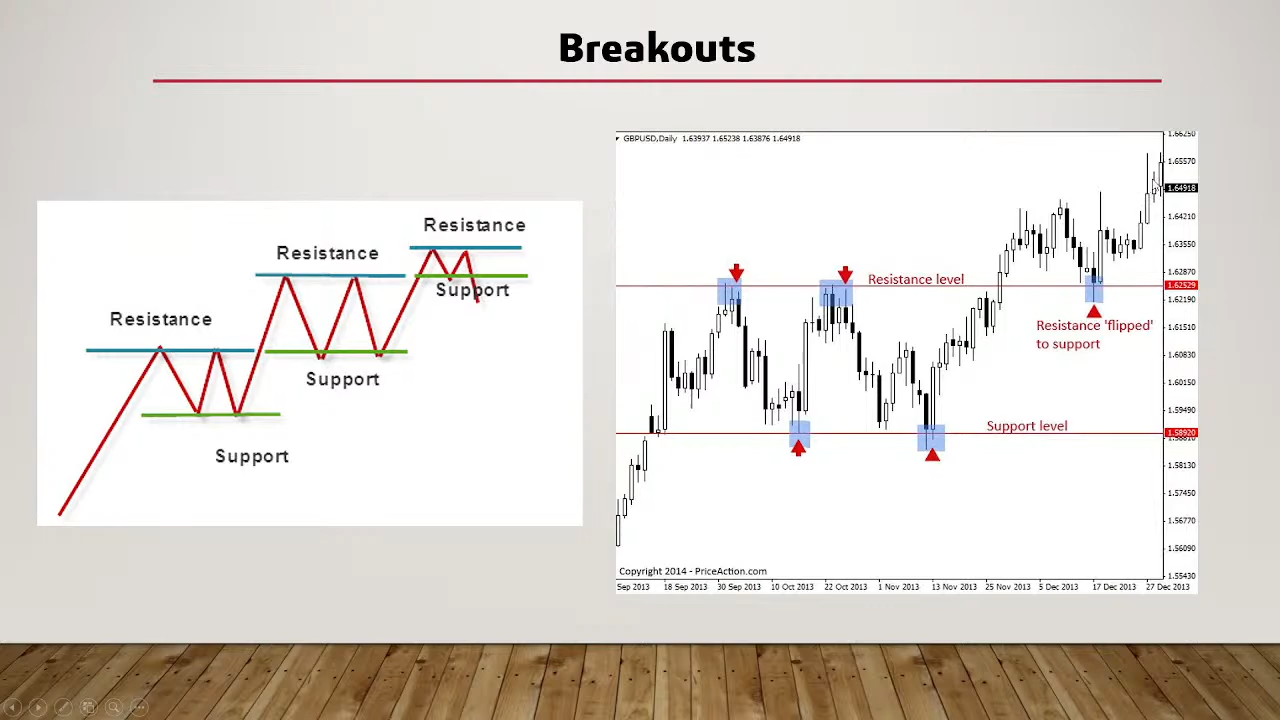 Breakouts
Resistance
Resistance
Resistance
Support
Support
Support
GBPUSD,Daily 1.63937 1.65238 1.63876 1.64918
Resistance level
Resistance 'flipped'
to support
Support level
1.66250
1.65570
1.64918
1.64210
1.63550
1.62870
1.62529
1.62190
1.61510
1.60830
1.60150
1.59490
1.58920
1.58130
1.57450
1.56770
1.56090
1.55430
Copyright 2014 - PriceAction.com
Sep 2013 18 Sep 2013 30 Sep 2013 10 Oct 2013 22 Oct 2013 1 Nov 2013 13 Nov 2013 25 Nov 2013 5 Dec 2013 17 Dec 2013 27 Dec 2013